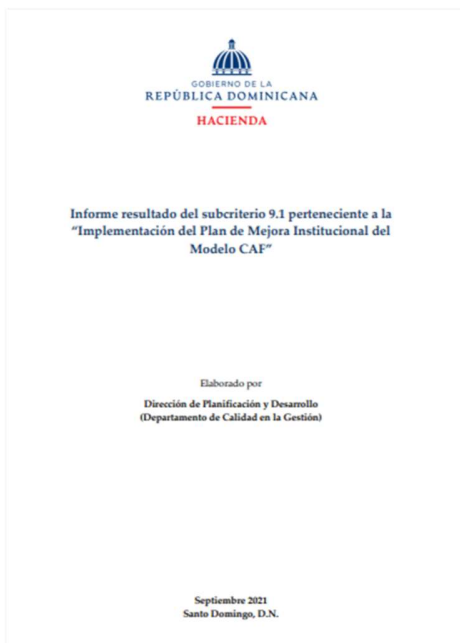 GOBIERNO DE LA
REPÚBLICA DOMINICANA
HACIENDA
Informe resultado del subcriterio 9.1 perteneciente a la
“Implementación del Plan de Mejora Institucional del
Modelo CAF”
Elaborado por
Dirección de Planificación y Desarrollo
(Departamento de Calidad en la Gestión)
Septiembre 2021
Santo Domingo, D.N.